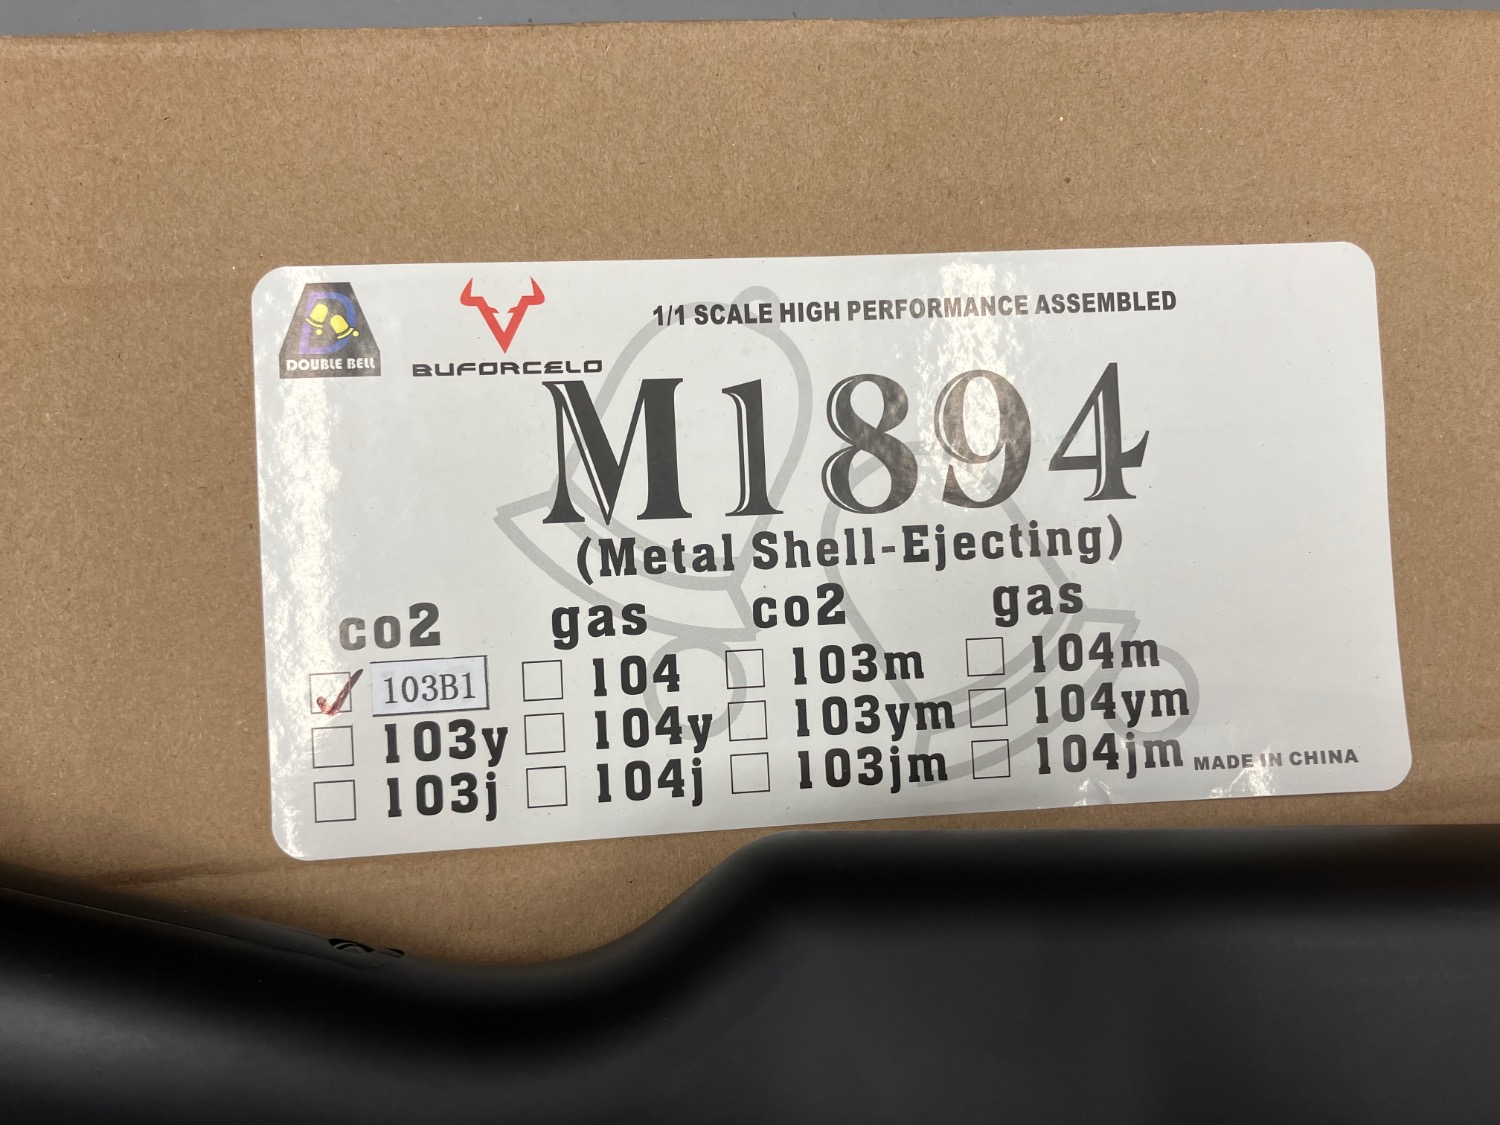 DOUBLE BELL
BUFORCELO
1/1 SCALE HIGH PERFORMANCE ASSEMBLED
M1894
(Metal Shell-Ejecting)
co2 gas co2 gas
103B1 104 103m 104m
103y 104y 103ym 104ym
103j 104j 103jm 104jm
MADE IN CHINA